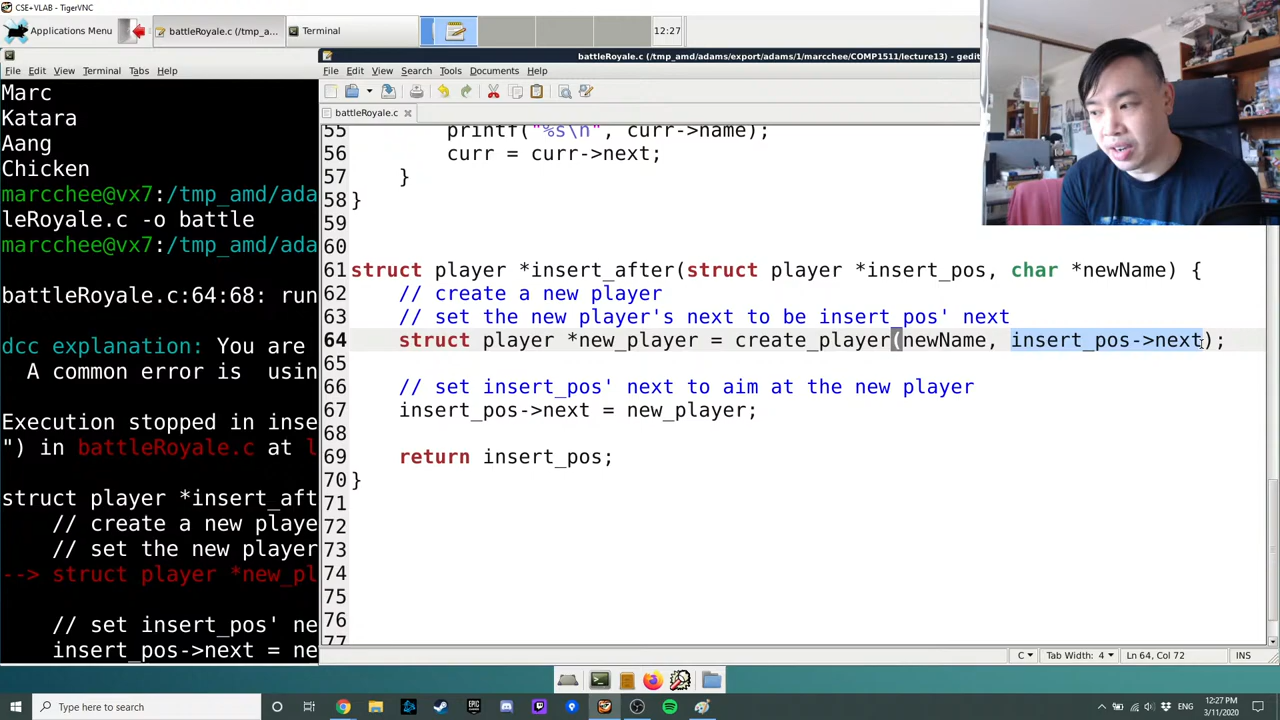 CSE+VLAB - TigerVNC
Applications Menu
battleRoyale.c (/tmp_a...
Terminal
12:27
battleRoyale.c (/tmp_amd/adams/export/adams/1/marcchee/COMP1511/lecture13) - gedit
File Edit View Terminal Tabs Help
File Edit View Search Tools Documents Help
battleRoyale.c
Marc
Katara
Aang
Chicken
marcchee@vx7:/tmp_amd/ada
leRoyale.c -o battle
marcchee@vx7:/tmp_amd/ada
battleRoyale.c:64:68: run
dcc explanation: You are
A common error is using
Execution stopped in inse
") in battleRoyale.c at l
struct player *insert_aft
// create a new playe
// set the new player
--> struct player *new_pl
// set insert_pos' ne
insert_pos->next = ne
55 printf("%s\n", curr->name);
56 curr = curr->next;
57 }
58 }
59
60
61 struct player *insert_after(struct player *insert_pos, char *newName) {
62 // create a new player
63 // set the new player's next to be insert_pos' next
64 struct player *new_player = create_player(newName, insert_pos->next);
65
66 // set insert_pos' next to aim at the new player
67 insert_pos->next = new_player;
68
69 return insert_pos;
70 }
71
72
73
74
75
76
77
C Tab Width: 4 Ln 64, Col 72 INS
Type here to search
ENG
12:27 PM
3/11/2020